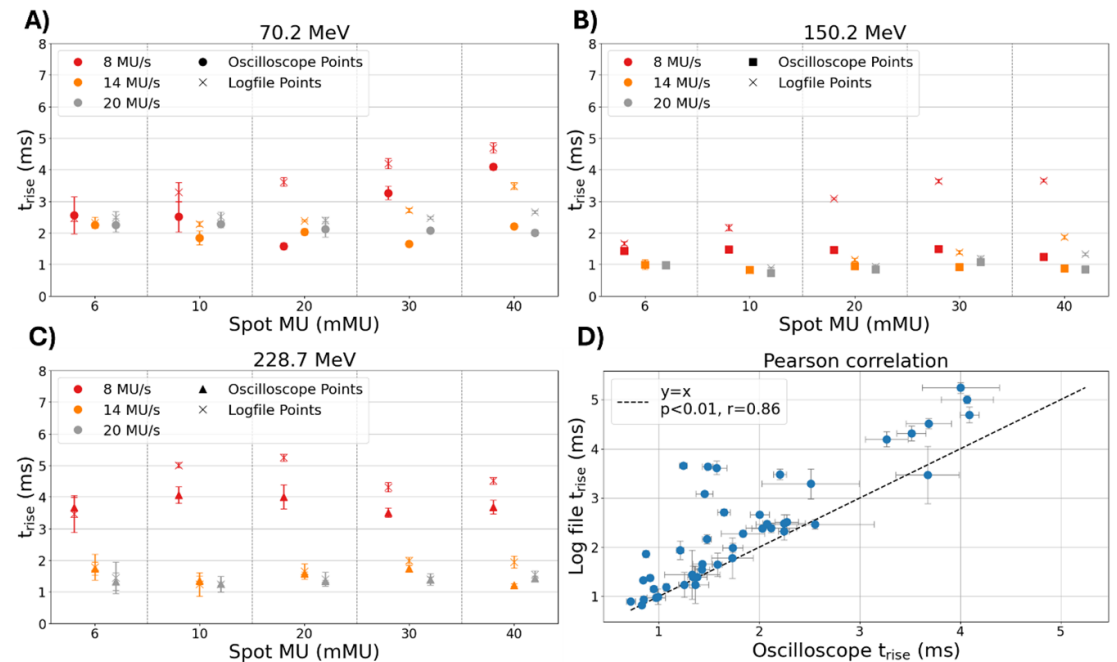 A)
70.2 MeV
8 MU/s
14 MU/s
20 MU/s
Oscilloscope Points
Logfile Points
8
7
6
5
4
3
2
1
0
t_rise (ms)
6 10 20 30 40
Spot MU (mMU)
B)
150.2 MeV
8 MU/s
14 MU/s
20 MU/s
Oscilloscope Points
Logfile Points
8
7
6
5
4
3
2
1
0
t_rise (ms)
6 10 20 30 40
Spot MU (mMU)
C)
228.7 MeV
8 MU/s
14 MU/s
20 MU/s
Oscilloscope Points
Logfile Points
8
7
6
5
4
3
2
1
0
t_rise (ms)
6 10 20 30 40
Spot MU (mMU)
D)
Pearson correlation
y=x
p<0.01, r=0.86
5
4
3
2
1
Log file t_rise (ms)
1 2 3 4 5
Oscilloscope t_rise (ms)